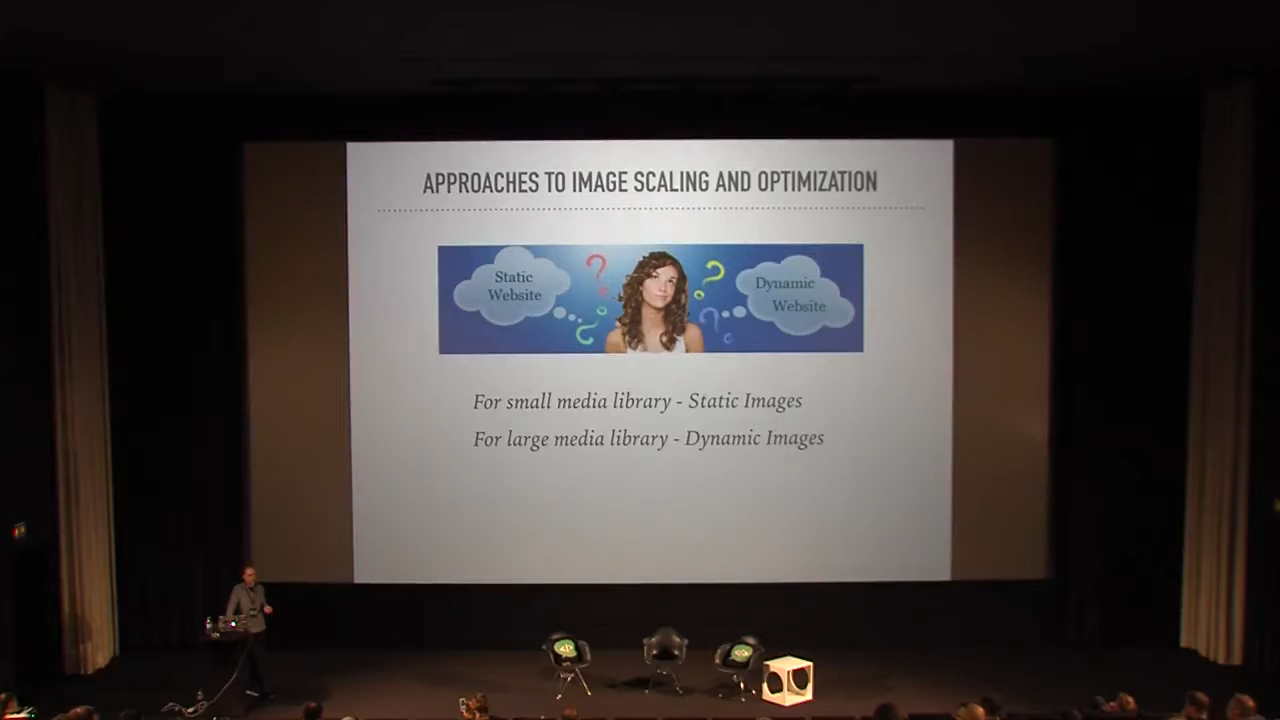 APPROACHES TO IMAGE SCALING AND OPTIMIZATION
Static
Website
Dynamic
Website
For small media library - Static Images
For large media library - Dynamic Images